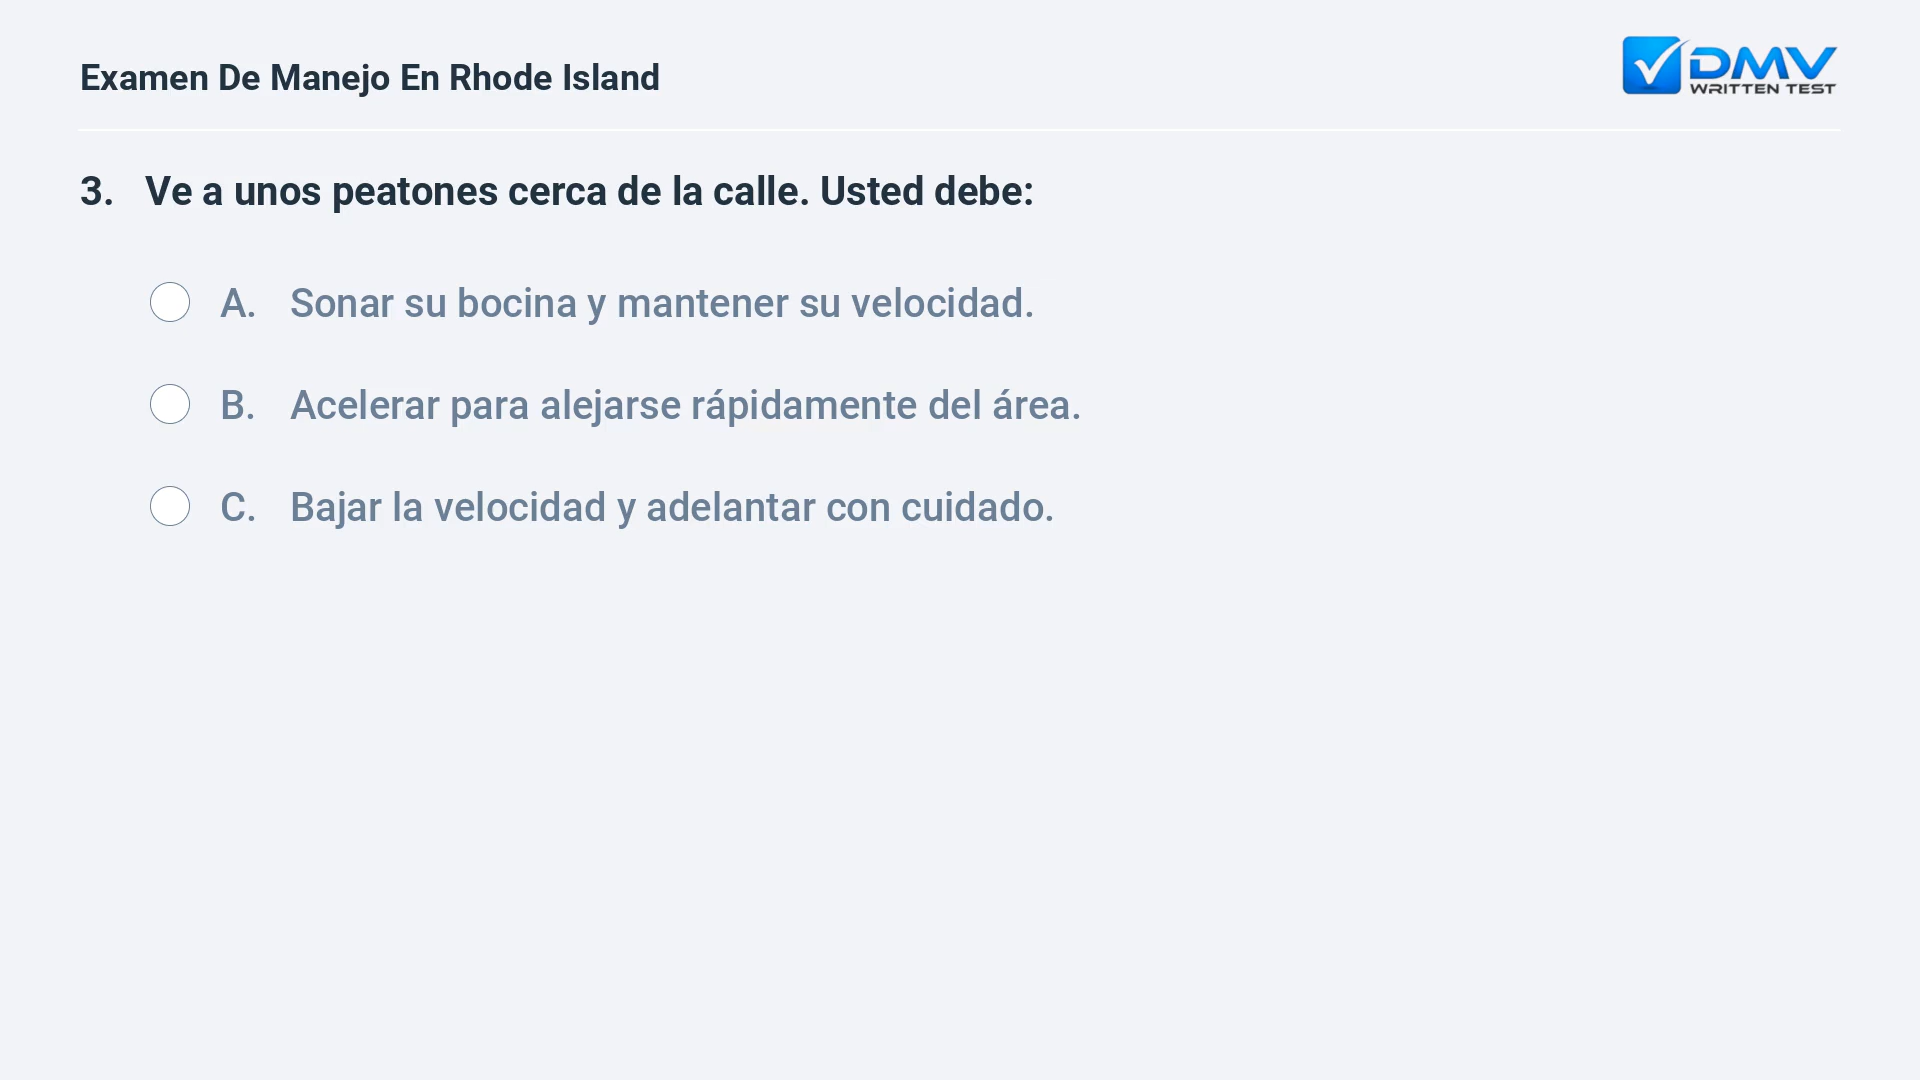 Examen De Manejo En Rhode Island
DMV
WRITTEN TEST
3. Ve a unos peatones cerca de la calle. Usted debe:
A. Sonar su bocina y mantener su velocidad.
B. Acelerar para alejarse rápidamente del área.
C. Bajar la velocidad y adelantar con cuidado.